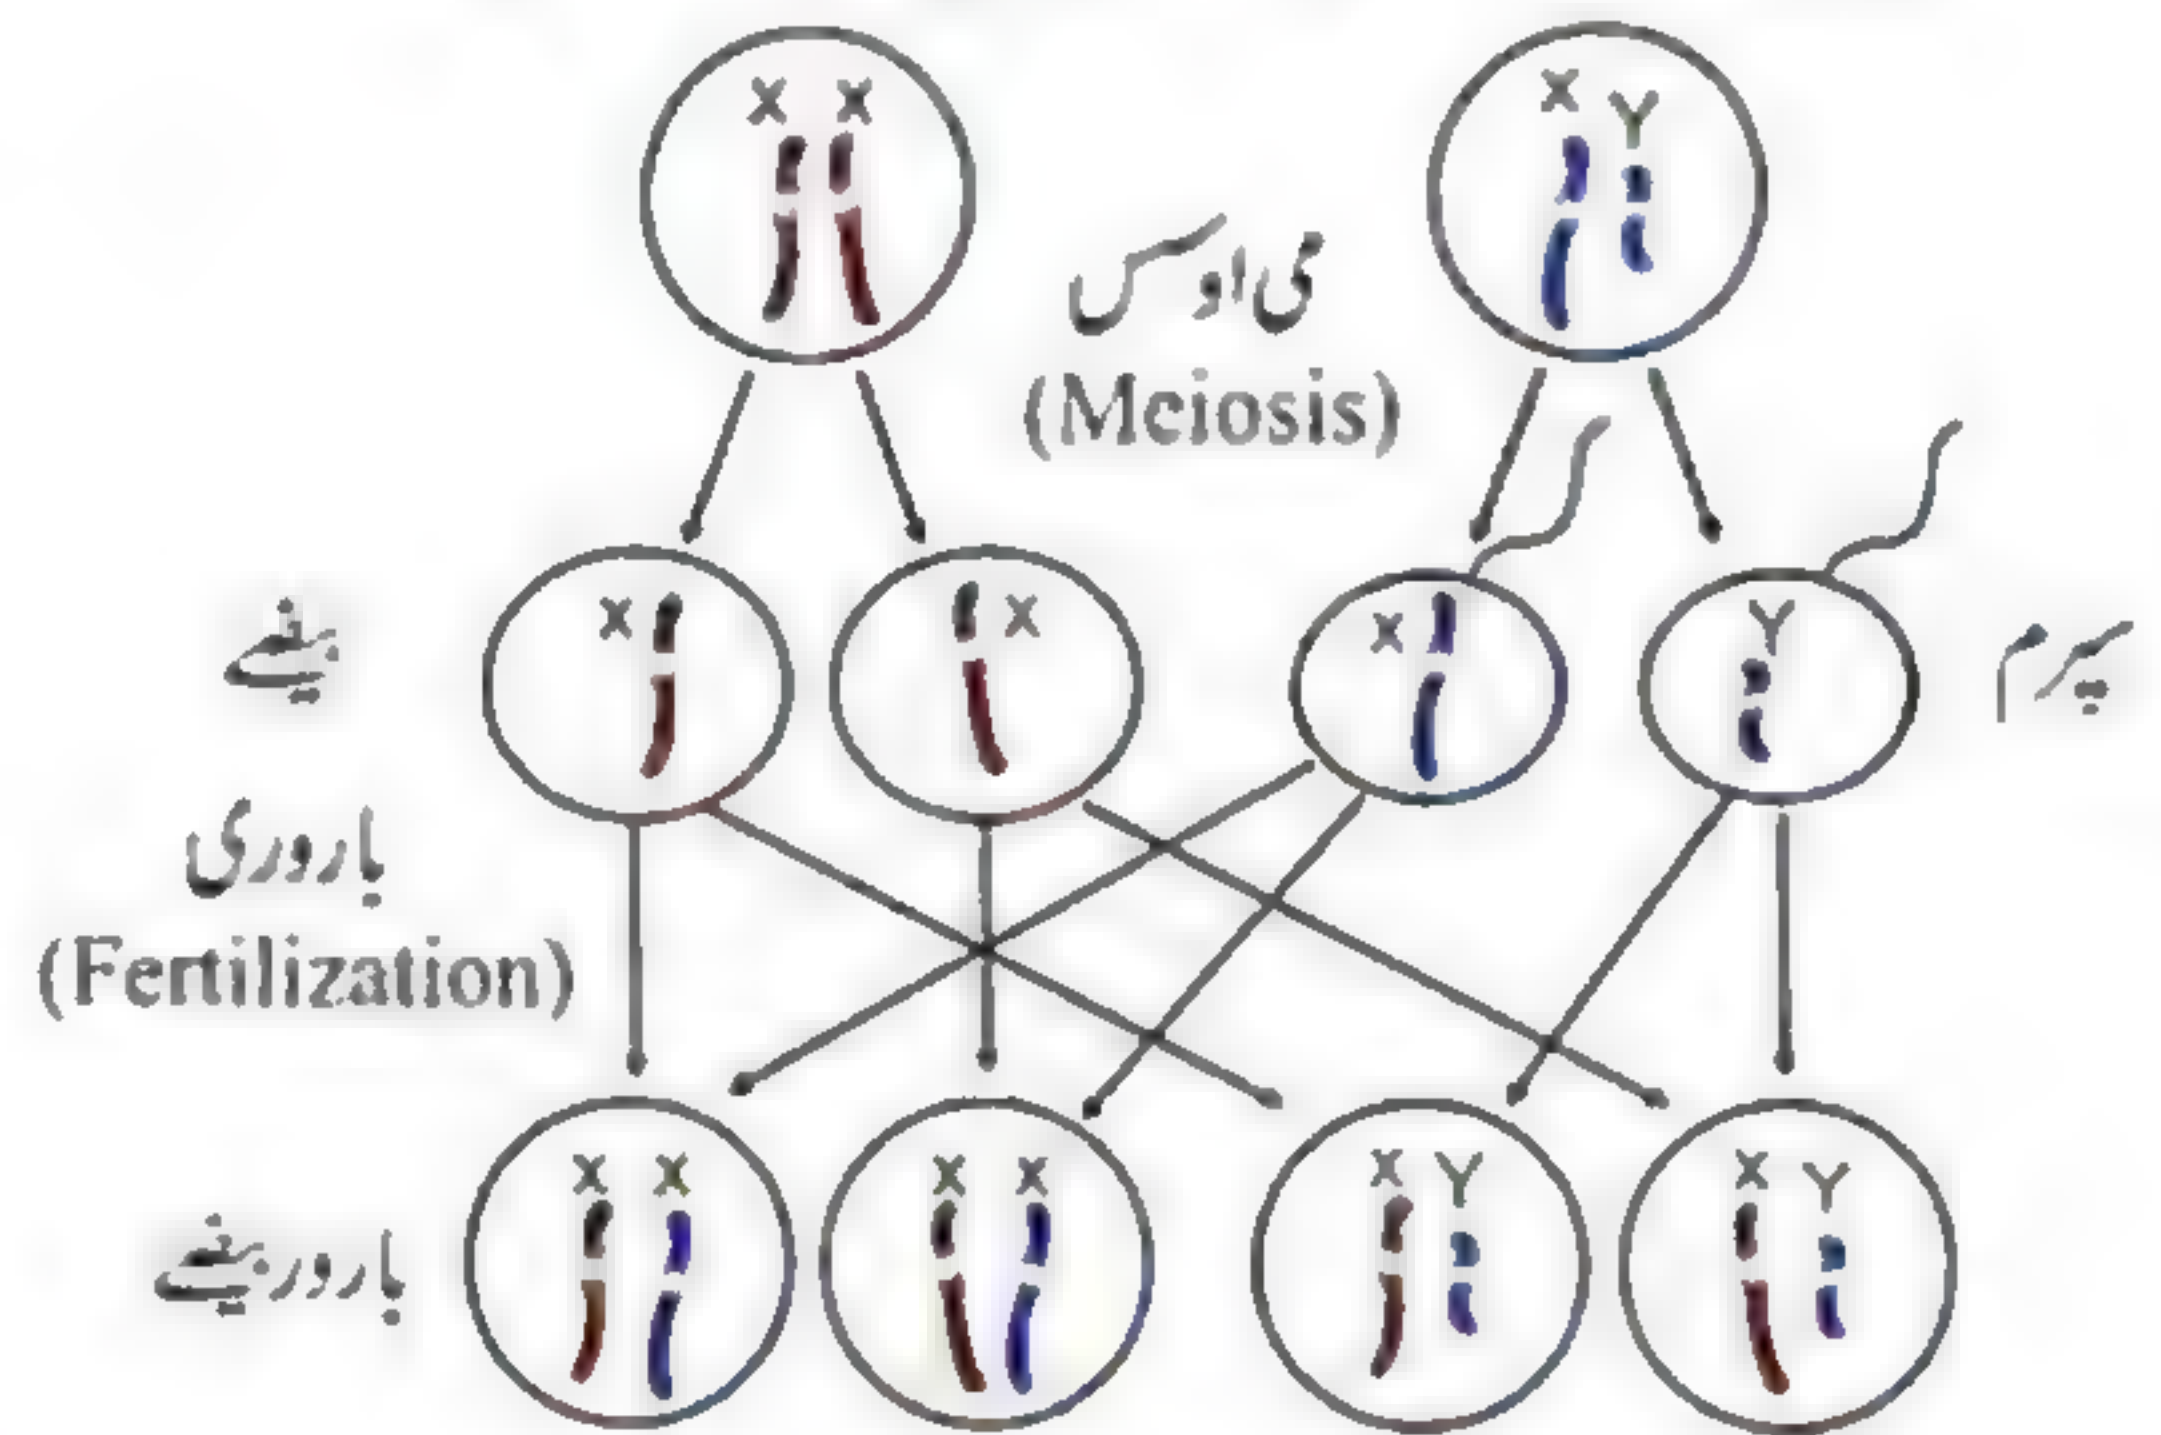 X X
X Y
می اوسس
(Meiosis)
بیضے
X
X
X
Y
سپرم
باروری
(Fertilization)
بارور بیضے
X X
X X
X Y
X Y